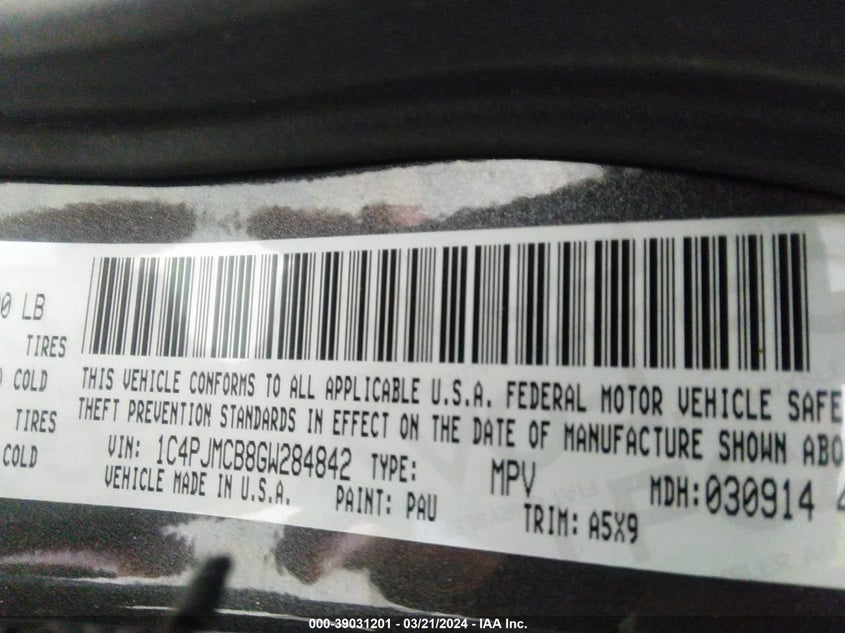 00 LB
TIRES
COLD
TIRES
COLD
THIS VEHICLE CONFORMS TO ALL APPLICABLE U.S.A. FEDERAL MOTOR VEHICLE SAFE
THEFT PREVENTION STANDARDS IN EFFECT ON THE DATE OF MANUFACTURE SHOWN ABO
VIN: 1C4PJMCB8GW284842 TYPE: MPV MDH:030914 4
VEHICLE MADE IN U.S.A. PAINT: PAU TRIM: A5X9
000-39031201 - 03/21/2024 - IAA Inc.